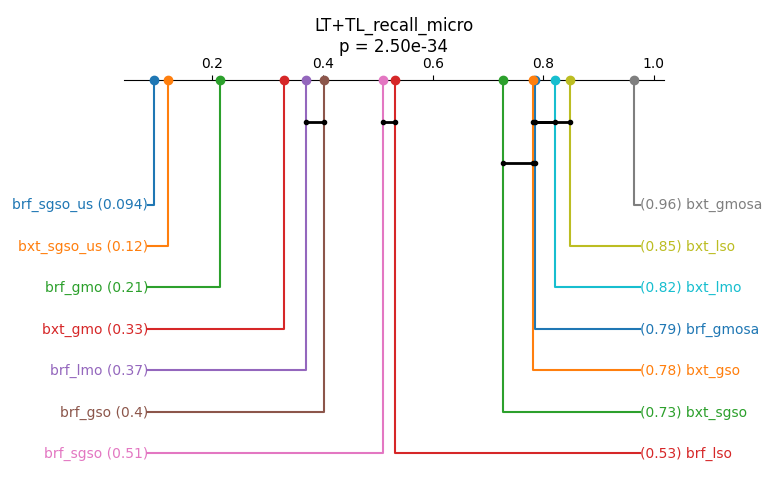 LT+TL_recall_micro
p = 2.50e-34
0.2 0.4 0.6 0.8 1.0
brf_sgso_us (0.094) (0.96) bxt_gmosa
bxt_sgso_us (0.12) (0.85) bxt_lso
brf_gmo (0.21) (0.82) bxt_lmo
bxt_gmo (0.33) (0.79) brf_gmosa
brf_lmo (0.37) (0.78) bxt_gso
brf_gso (0.4) (0.73) bxt_sgso
brf_sgso (0.51) (0.53) brf_lso